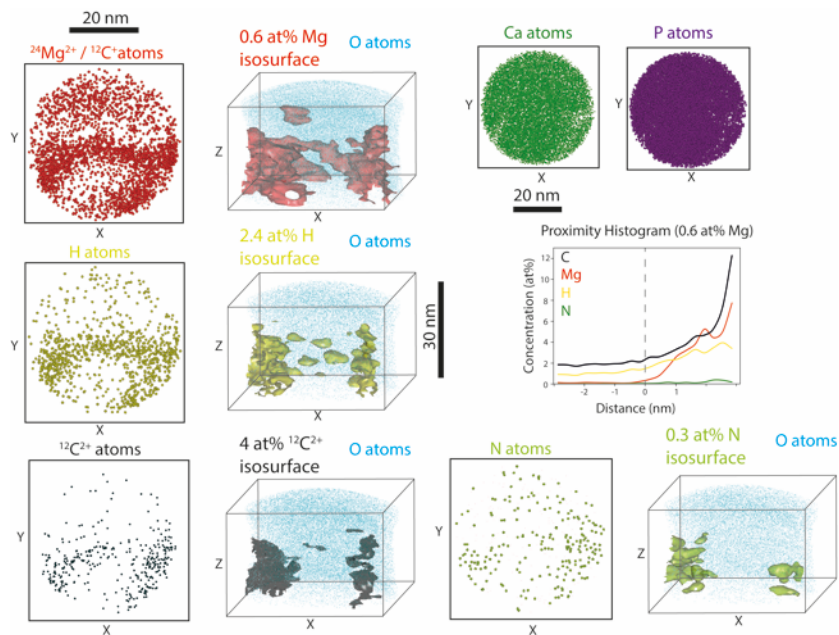 20 nm
²⁴Mg²⁺ / ¹²C⁺atoms
Y
X
0.6 at% Mg
isosurface
O atoms
Z
X
Ca atoms
Y
X
P atoms
Y
X
20 nm
H atoms
Y
X
2.4 at% H
isosurface
O atoms
Z
X
30 nm
Proximity Histogram (0.6 at% Mg)
Concentration (at%)
12
10
8
6
4
2
0
C
Mg
H
N
-2
-1
0
1
Distance (nm)
¹²C²⁺ atoms
Y
X
4 at% ¹²C²⁺
isosurface
O atoms
Z
X
N atoms
Y
X
0.3 at% N
isosurface
O atoms
Z
X